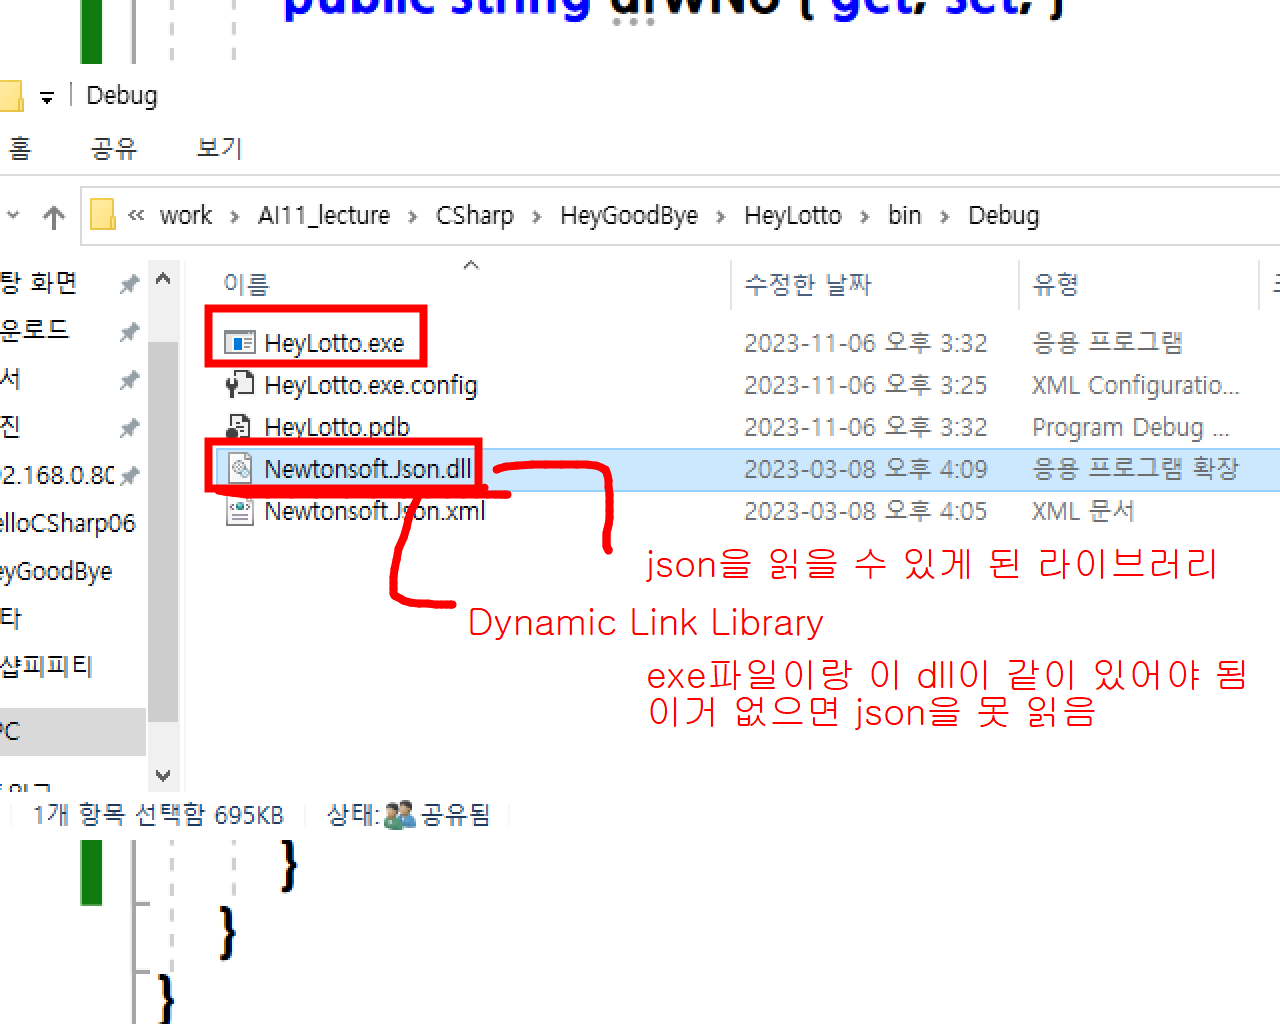 public string drwNo { get; set; }
Debug
홈 공유 보기
« work > AI11_lecture > CSharp > HeyGoodBye > HeyLotto > bin > Debug
이름 수정한 날짜 유형
탕 화면
운로드
서
진
02.168.0.80
elloCSharp06
eyGoodBye
타
샵피피티
PC
HeyLotto.exe 2023-11-06 오후 3:32 응용 프로그램
HeyLotto.exe.config 2023-11-06 오후 3:25 XML Configuratio...
HeyLotto.pdb 2023-11-06 오후 3:32 Program Debug ...
Newtonsoft.Json.dll 2023-03-08 오후 4:09 응용 프로그램 확장
Newtonsoft.Json.xml 2023-03-08 오후 4:05 XML 문서
json을 읽을 수 있게 된 라이브러리
Dynamic Link Library
exe파일이랑 이 dll이 같이 있어야 됨
이거 없으면 json을 못 읽음
1개 항목 선택함 695KB 상태: 공유됨
}
}
}